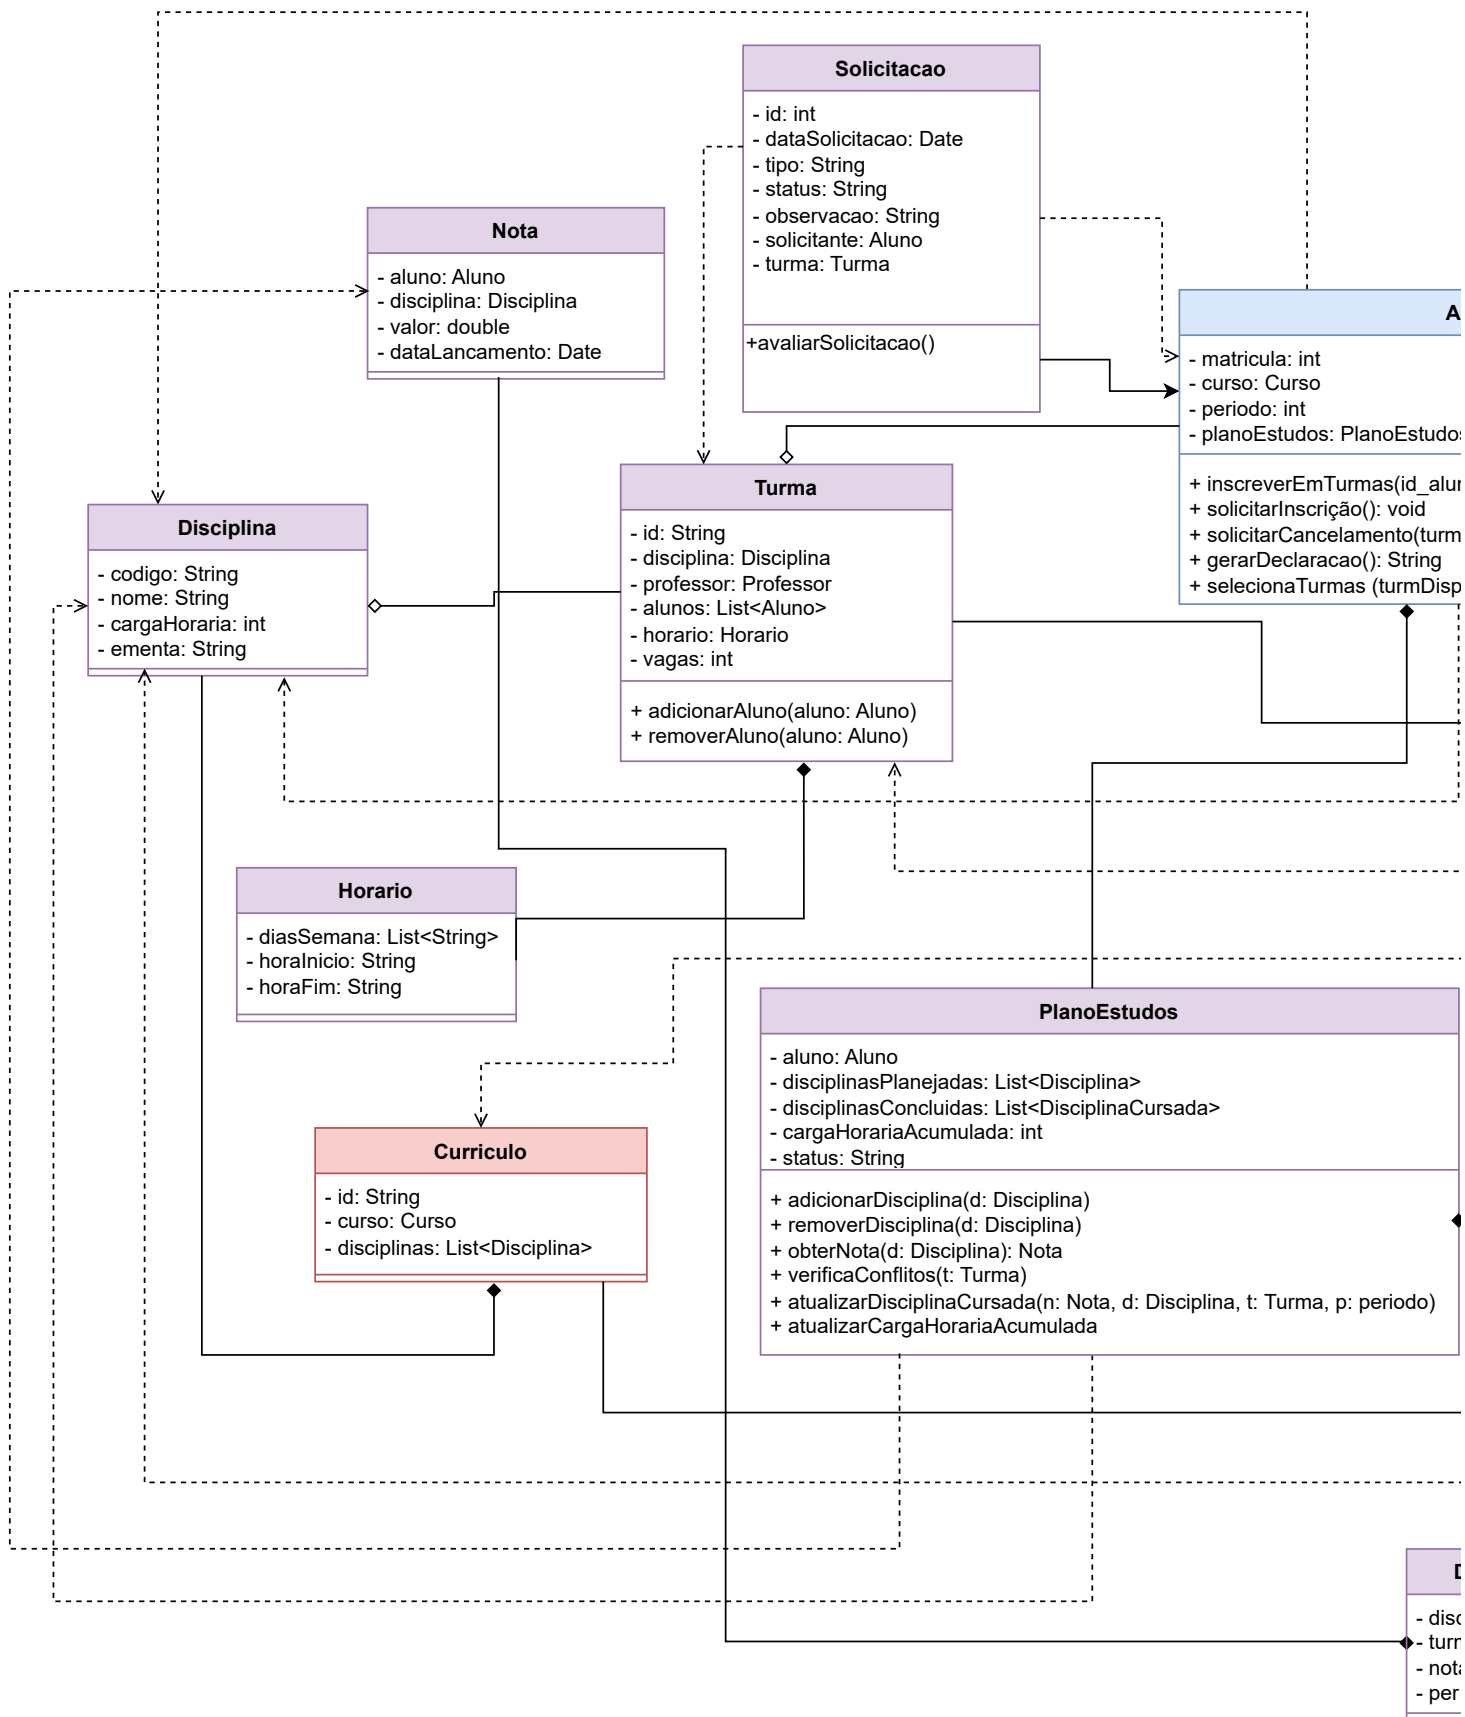 Solicitacao
- id: int
- dataSolicitacao: Date
- tipo: String
- status: String
- observacao: String
- solicitante: Aluno
- turma: Turma
+avaliarSolicitacao()
Nota
- aluno: Aluno
- disciplina: Disciplina
- valor: double
- dataLancamento: Date
A
- matricula: int
- curso: Curso
- periodo: int
- planoEstudos: PlanoEstudos
+ inscreverEmTurmas(id_alun
+ solicitarInscrição(): void
+ solicitarCancelamento(turm
+ gerarDeclaracao(): String
+ selecionaTurmas (turmDisp
Turma
- id: String
- disciplina: Disciplina
- professor: Professor
- alunos: List<Aluno>
- horario: Horario
- vagas: int
+ adicionarAluno(aluno: Aluno)
+ removerAluno(aluno: Aluno)
Disciplina
- codigo: String
- nome: String
- cargaHoraria: int
- ementa: String
Horario
- diasSemana: List<String>
- horaInicio: String
- horaFim: String
PlanoEstudos
- aluno: Aluno
- disciplinasPlanejadas: List<Disciplina>
- disciplinasConcluidas: List<DisciplinaCursada>
- cargaHorariaAcumulada: int
- status: String
+ adicionarDisciplina(d: Disciplina)
+ removerDisciplina(d: Disciplina)
+ obterNota(d: Disciplina): Nota
+ verificaConflitos(t: Turma)
+ atualizarDisciplinaCursada(n: Nota, d: Disciplina, t: Turma, p: periodo)
+ atualizarCargaHorariaAcumulada
Curriculo
- id: String
- curso: Curso
- disciplinas: List<Disciplina>
D
- disc
- turm
- nota
- per